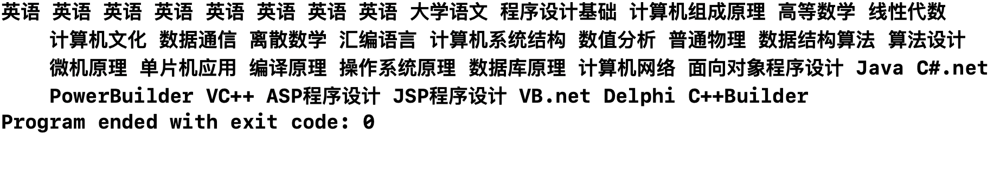 英语 英语 英语 英语 英语 英语 英语 英语 大学语文 程序设计基础 计算机组成原理 高等数学 线性代数
计算机文化 数据通信 离散数学 汇编语言 计算机系统结构 数值分析 普通物理 数据结构算法 算法设计
微机原理 单片机应用 编译原理 操作系统原理 数据库原理 计算机网络 面向对象程序设计 Java C#.net
PowerBuilder VC++ ASP程序设计 JSP程序设计 VB.net Delphi C++Builder
Program ended with exit code: 0